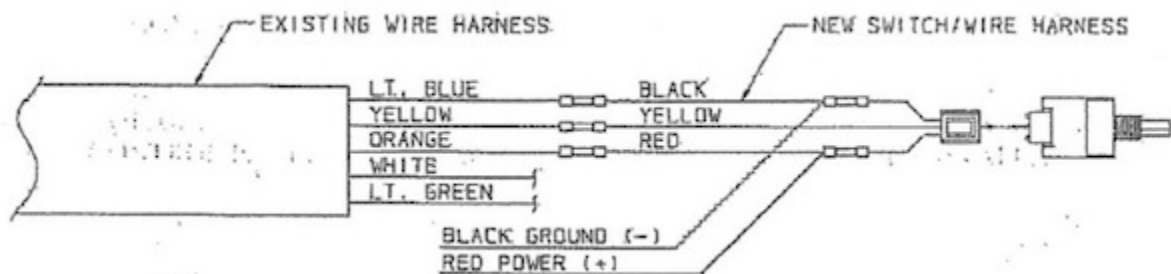 EXISTING WIRE HARNESS
NEW SWITCH/WIRE HARNESS
LT. BLUE
BLACK
YELLOW
YELLOW
ORANGE
RED
WHITE
LT. GREEN
BLACK GROUND (-)
RED POWER (+)